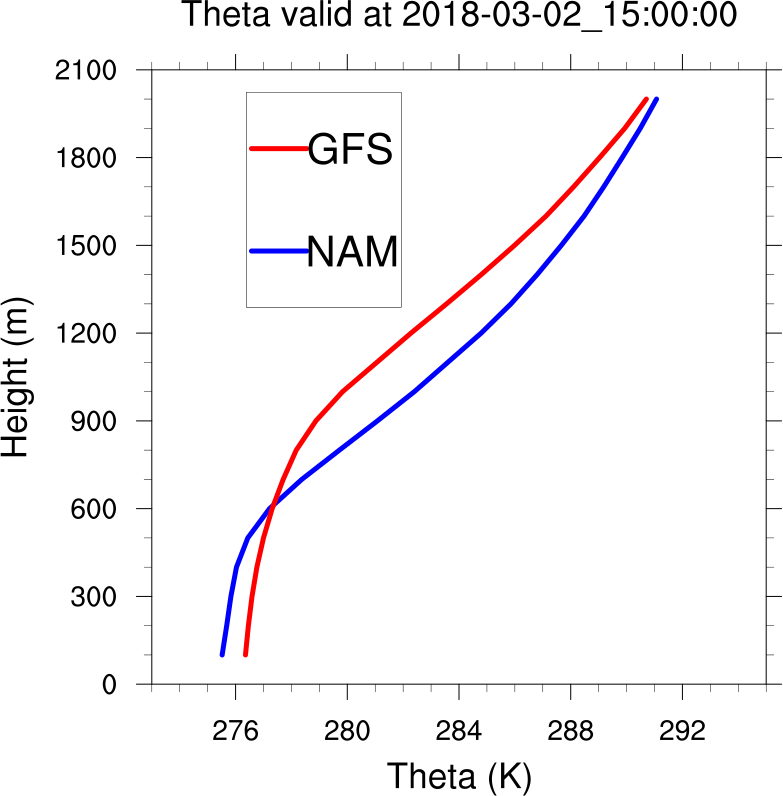 Theta valid at 2018-03-02_15:00:00
2100
1800
1500
1200
900
600
300
0
GFS
NAM
Height (m)
276 280 284 288 292
Theta (K)